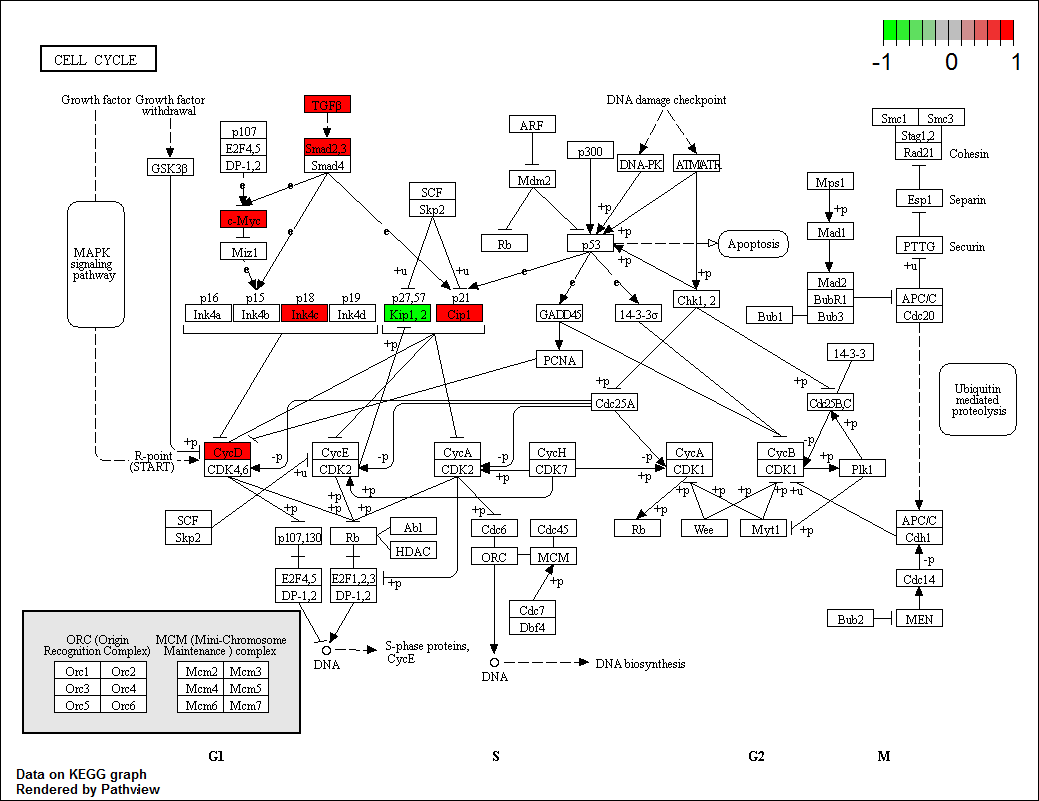 CELL CYCLE
-1 0 1
Growth factor
Growth factor
withdrawal
TGFβ
DNA damage checkpoint
Smc1 Smc3
Stag1,2
Rad21
Cohesin
p107
E2F4,5
DP-1,2
GSK3β
Smad2,3
Smad4
ARF
p300
DNA-PK
ATM/ATR
Mdm2
Mps1
+p
Mad1
Esp1
Separin
e
e
SCF
Skp2
c-Myc
Miz1
e
e
Rb
p53
+p
+p
Apoptosis
PTTG
Securin
MAPK
signaling
pathway
+u
+u
e
e
e
+p
Chk1, 2
Mad2
BubR1
Bub3
Bub1
+u
APC/C
Cdc20
p16
Ink4a
p15
Ink4b
p18
Ink4c
p19
Ink4d
p27,57
Kip1, 2
p21
Cip1
GADD45
14-3-3σ
+p
PCNA
14-3-3
+p
Cdc25A
+p
Cdc25B,C
Ubiquitin
mediated
proteolysis
R-point
(START)
+p
CycD
CDK4,6
-p
+u
CycE
CDK2
-p
CycA
CDK2
-p
+p
CycH
CDK7
-p
+p
CycA
CDK1
CycB
CDK1
-p
+p
Plk1
+p
SCF
Skp2
+p
+p
+p
+p
+p
+p
+p
+p
+p
+u
+p
p107,130
Rb
Abl
HDAC
Cdc6
Cdc45
ORC
MCM
Rb
Wee
Myt1
APC/C
Cdh1
-p
E2F4,5
DP-1,2
E2F1,2,3
DP-1,2
+p
+p
Cdc7
Dbf4
Cdc14
Bub2
MEN
DNA
S-phase proteins,
CycE
DNA
DNA biosynthesis
ORC (Origin
Recognition Complex)
MCM (Mini-Chromosome
Maintenance ) complex
Orc1 Orc2 Mcm2 Mcm3
Orc3 Orc4 Mcm4 Mcm5
Orc5 Orc6 Mcm6 Mcm7
G1 S G2 M
Data on KEGG graph
Rendered by Pathview